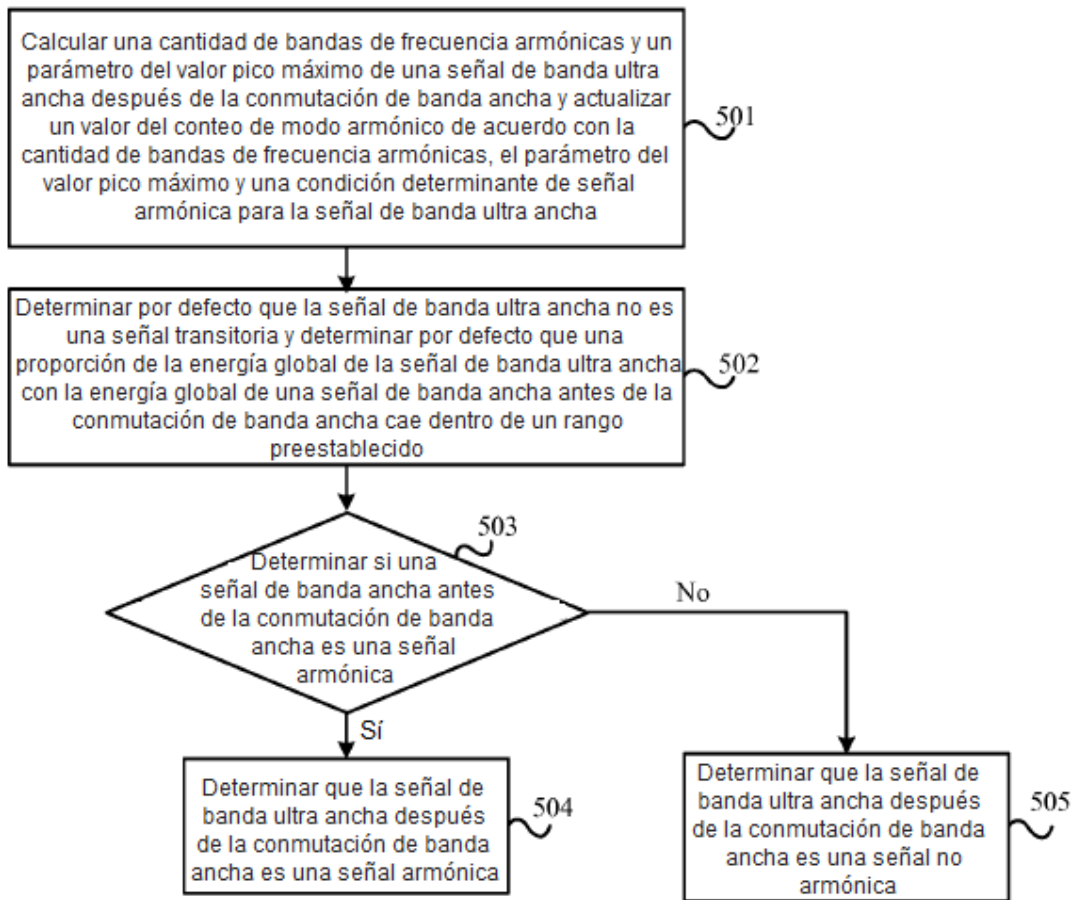 Calcular una cantidad de bandas de frecuencia armónicas y un
parámetro del valor pico máximo de una señal de banda ultra
ancha después de la conmutación de banda ancha y actualizar
un valor del conteo de modo armónico de acuerdo con la
cantidad de bandas de frecuencia armónicas, el parámetro del
valor pico máximo y una condición determinante de señal
armónica para la señal de banda ultra ancha
501
Determinar por defecto que la señal de banda ultra ancha no es
una señal transitoria y determinar por defecto que una
proporción de la energía global de la señal de banda ultra ancha
con la energía global de una señal de banda ancha antes de la
conmutación de banda ancha cae dentro de un rango
preestablecido
502
503
Determinar si una
señal de banda ancha antes
de la conmutación de banda
ancha es una señal
armónica
No
Sí
Determinar que la señal de
banda ultra ancha después
de la conmutación de banda
ancha es una señal armónica
504
Determinar que la señal de
banda ultra ancha después
de la conmutación de banda
ancha es una señal no
armónica
505